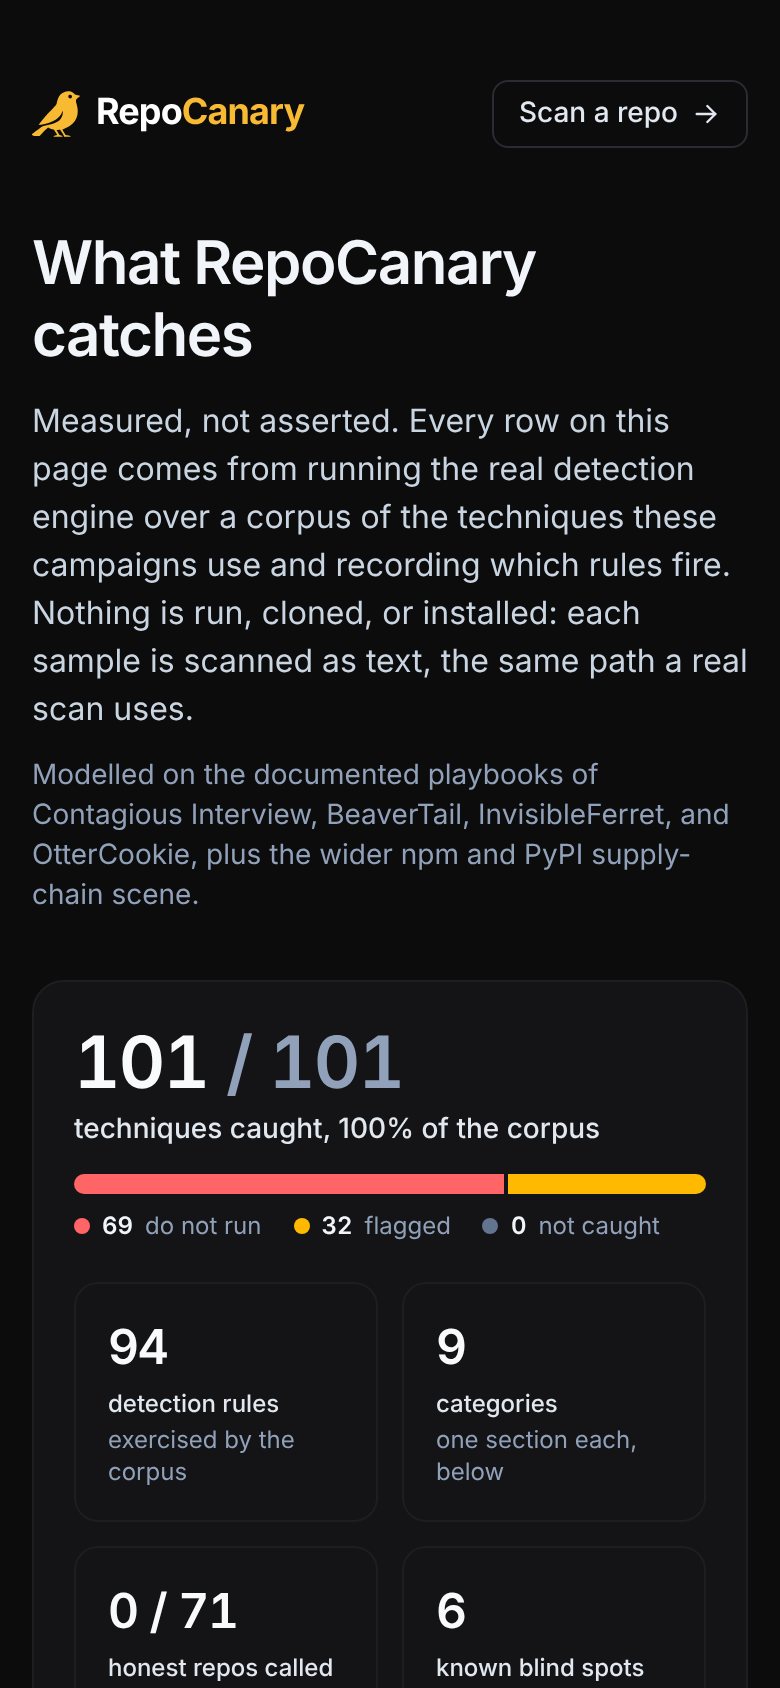 RepoCanary
Scan a repo →
What RepoCanary
catches
Measured, not asserted. Every row on this
page comes from running the real detection
engine over a corpus of the techniques these
campaigns use and recording which rules fire.
Nothing is run, cloned, or installed: each
sample is scanned as text, the same path a real
scan uses.
Modelled on the documented playbooks of
Contagious Interview, BeaverTail, InvisibleFerret, and
OtterCookie, plus the wider npm and PyPI supply-
chain scene.
101 / 101
techniques caught, 100% of the corpus
69 do not run 32 flagged 0 not caught
94
detection rules
exercised by the
corpus
9
categories
one section each,
below
0 / 71
honest repos called
6
known blind spots